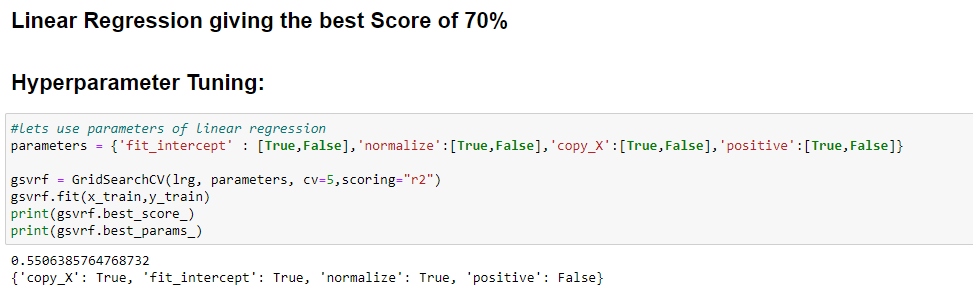 Linear Regression giving the best Score of 70%
Hyperparameter Tuning:
#lets use parameters of linear regression
parameters = {'fit_intercept' : [True,False],'normalize':[True,False],'copy_X':[True,False],'positive':[True,False]}
gsvrf = GridSearchCV(lrg, parameters, cv=5,scoring="r2")
gsvrf.fit(x_train,y_train)
print(gsvrf.best_score_)
print(gsvrf.best_params_)
0.5506385764768732
{'copy_X': True, 'fit_intercept': True, 'normalize': True, 'positive': False}